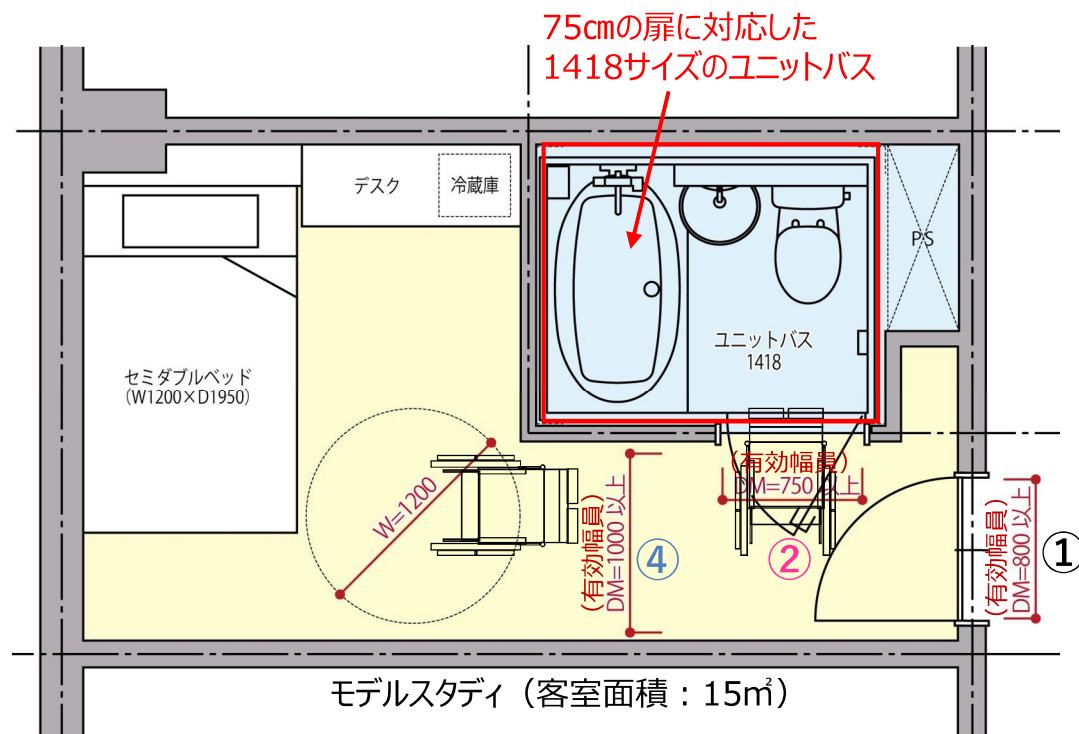 75㎝の扉に対応した
1418サイズのユニットバス
デスク
冷蔵庫
PS
ユニットバス
1418
セミダブルベッド
(W1200×D1950)
W=1200
(有効幅員)
DM=1000 以上
④
(有効幅員)
DM=750 以上
②
(有効幅員)
DM=800 以上
①
モデルスタディ（客室面積：15㎡）